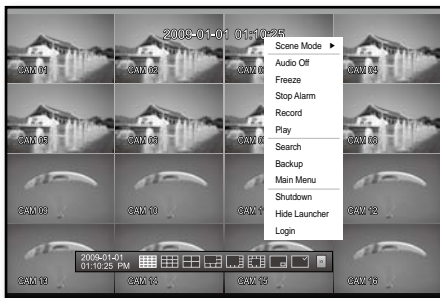 2009-01-01 01:10:25
Scene Mode
Audio Off
CAM 01
CAM 02
CAM 04
Freeze
Stop Alarm
Record
Play
CAM 05
CAM 06
CAM 08
Search
Backup
Main Menu
Shutdown
CAM 09
CAM 10
CAM 12
Hide Launcher
Login
2009-01-01
01:10:25 PM
CAM 13
CAM 14
CAM 15
CAM 16